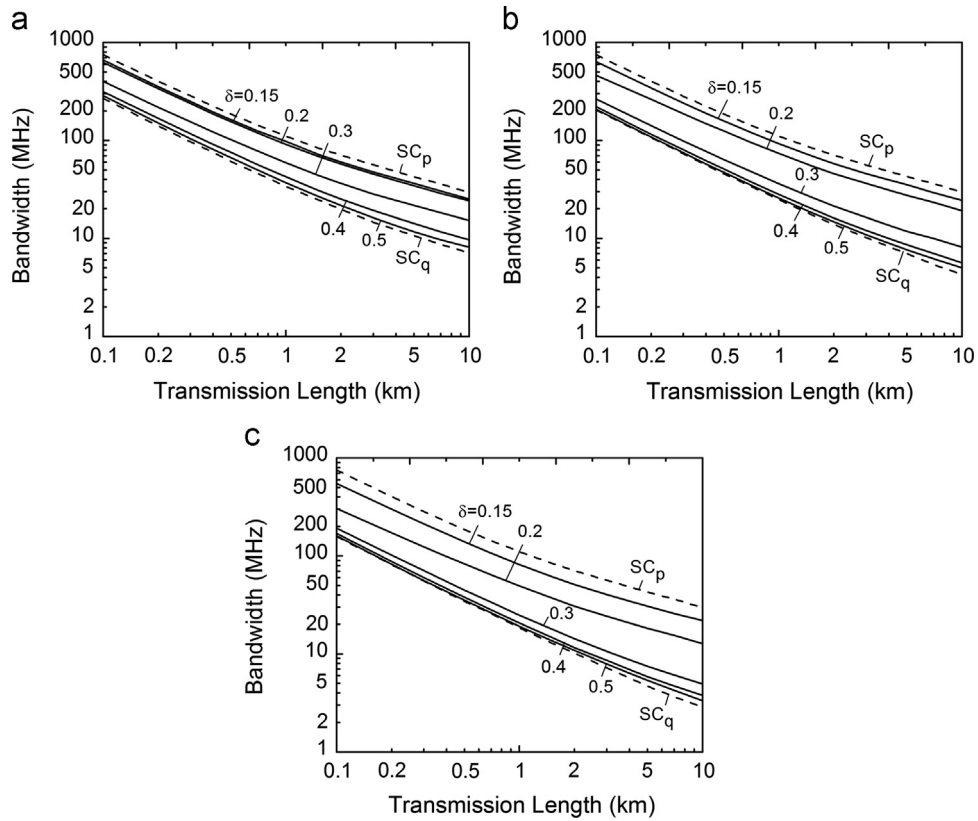 a
1000
500
200
100
50
20
10
5
2
1
Bandwidth (MHz)
δ=0.15
0.2
0.3
SCp
0.4
0.5
SCq
0.1 0.2 0.5 1 2 5 10
Transmission Length (km)
b
1000
500
200
100
50
20
10
5
2
1
Bandwidth (MHz)
δ=0.15
0.2
SCp
0.3
0.4
0.5
SCq
0.1 0.2 0.5 1 2 5 10
Transmission Length (km)
c
1000
500
200
100
50
20
10
5
2
1
Bandwidth (MHz)
δ=0.15
0.2
SCp
0.3
0.4
0.5
SCq
0.1 0.2 0.5 1 2 5 10
Transmission Length (km)